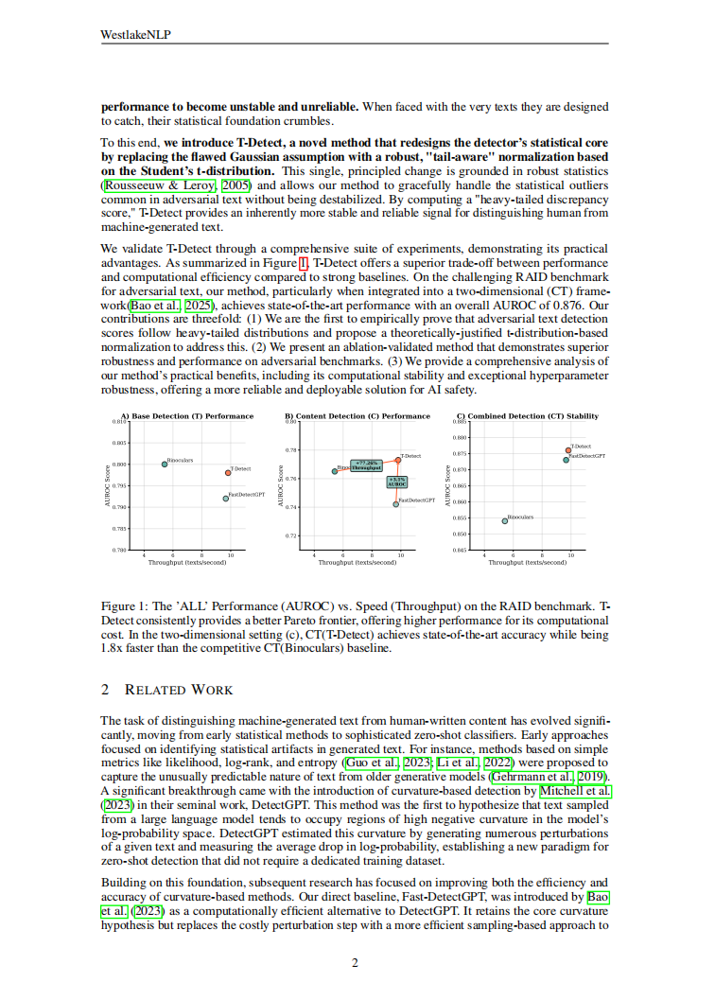 WestlakeNLP
performance to become unstable and unreliable. When faced with the very texts they are designed
to catch, their statistical foundation crumbles.
To this end, we introduce T-Detect, a novel method that redesigns the detector's statistical core
by replacing the flawed Gaussian assumption with a robust, "tail-aware" normalization based
on the Student's t-distribution. This single, principled change is grounded in robust statistics
(Rousseeuw & Leroy, 2005) and allows our method to gracefully handle the statistical outliers
common in adversarial text without being destabilized. By computing a "heavy-tailed discrepancy
score," T-Detect provides an inherently more stable and reliable signal for distinguishing human from
machine-generated text.
We validate T-Detect through a comprehensive suite of experiments, demonstrating its practical
advantages. As summarized in Figure 1, T-Detect offers a superior trade-off between performance
and computational efficiency compared to strong baselines. On the challenging RAID benchmark
for adversarial text, our method, particularly when integrated into a two-dimensional (CT) frame-
work(Bao et al., 2025), achieves state-of-the-art performance with an overall AUROC of 0.876. Our
contributions are threefold: (1) We are the first to empirically prove that adversarial text detection
scores follow heavy-tailed distributions and propose a theoretically-justified t-distribution-based
normalization to address this. (2) We present an ablation-validated method that demonstrates superior
robustness and performance on adversarial benchmarks. (3) We provide a comprehensive analysis of
our method's practical benefits, including its computational stability and exceptional hyperparameter
robustness, offering a more reliable and deployable solution for AI safety.
A) Base Detection (T) Performance
0.810
0.805
0.800
0.795
0.790
0.785
0.780
AUROC Score
Binoculars
T-Detect
FastDetectGPT
4 6 8 10
Throughput (texts/second)
B) Content Detection (C) Performance
0.80
0.78
0.76
0.74
0.72
AUROC Score
+77.26%
Throughput
T-Detect
+3.1%
AUROC
FastDetectGPT
4 6 8 10
Throughput (texts/second)
C) Combined Detection (CT) Stability
0.885
0.880
0.875
0.870
0.865
0.860
0.855
0.850
0.845
AUROC Score
T-Detect
FastDetectGPT
Binoculars
4 6 8 10
Throughput (texts/second)
Figure 1: The 'ALL' Performance (AUROC) vs. Speed (Throughput) on the RAID benchmark. T-
Detect consistently provides a better Pareto frontier, offering higher performance for its computational
cost. In the two-dimensional setting (c), CT(T-Detect) achieves state-of-the-art accuracy while being
1.8x faster than the competitive CT(Binoculars) baseline.
2 RELATED WORK
The task of distinguishing machine-generated text from human-written content has evolved signifi-
cantly, moving from early statistical methods to sophisticated zero-shot classifiers. Early approaches
focused on identifying statistical artifacts in generated text. For instance, methods based on simple
metrics like likelihood, log-rank, and entropy (Guo et al., 2023; Li et al., 2022) were proposed to
capture the unusually predictable nature of text from older generative models (Gehrmann et al., 2019).
A significant breakthrough came with the introduction of curvature-based detection by Mitchell et al.
(2023) in their seminal work, DetectGPT. This method was the first to hypothesize that text sampled
from a large language model tends to occupy regions of high negative curvature in the model's
log-probability space. DetectGPT estimated this curvature by generating numerous perturbations
of a given text and measuring the average drop in log-probability, establishing a new paradigm for
zero-shot detection that did not require a dedicated training dataset.
Building on this foundation, subsequent research has focused on improving both the efficiency and
accuracy of curvature-based methods. Our direct baseline, Fast-DetectGPT, was introduced by Bao
et al. (2023) as a computationally efficient alternative to DetectGPT. It retains the core curvature
hypothesis but replaces the costly perturbation step with a more efficient sampling-based approach to
2